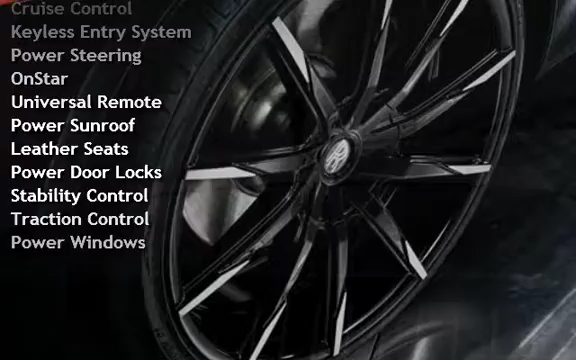 Cruise Control
Keyless Entry System
Power Steering
OnStar
Universal Remote
Power Sunroof
Leather Seats
Power Door Locks
Stability Control
Traction Control
Power Windows